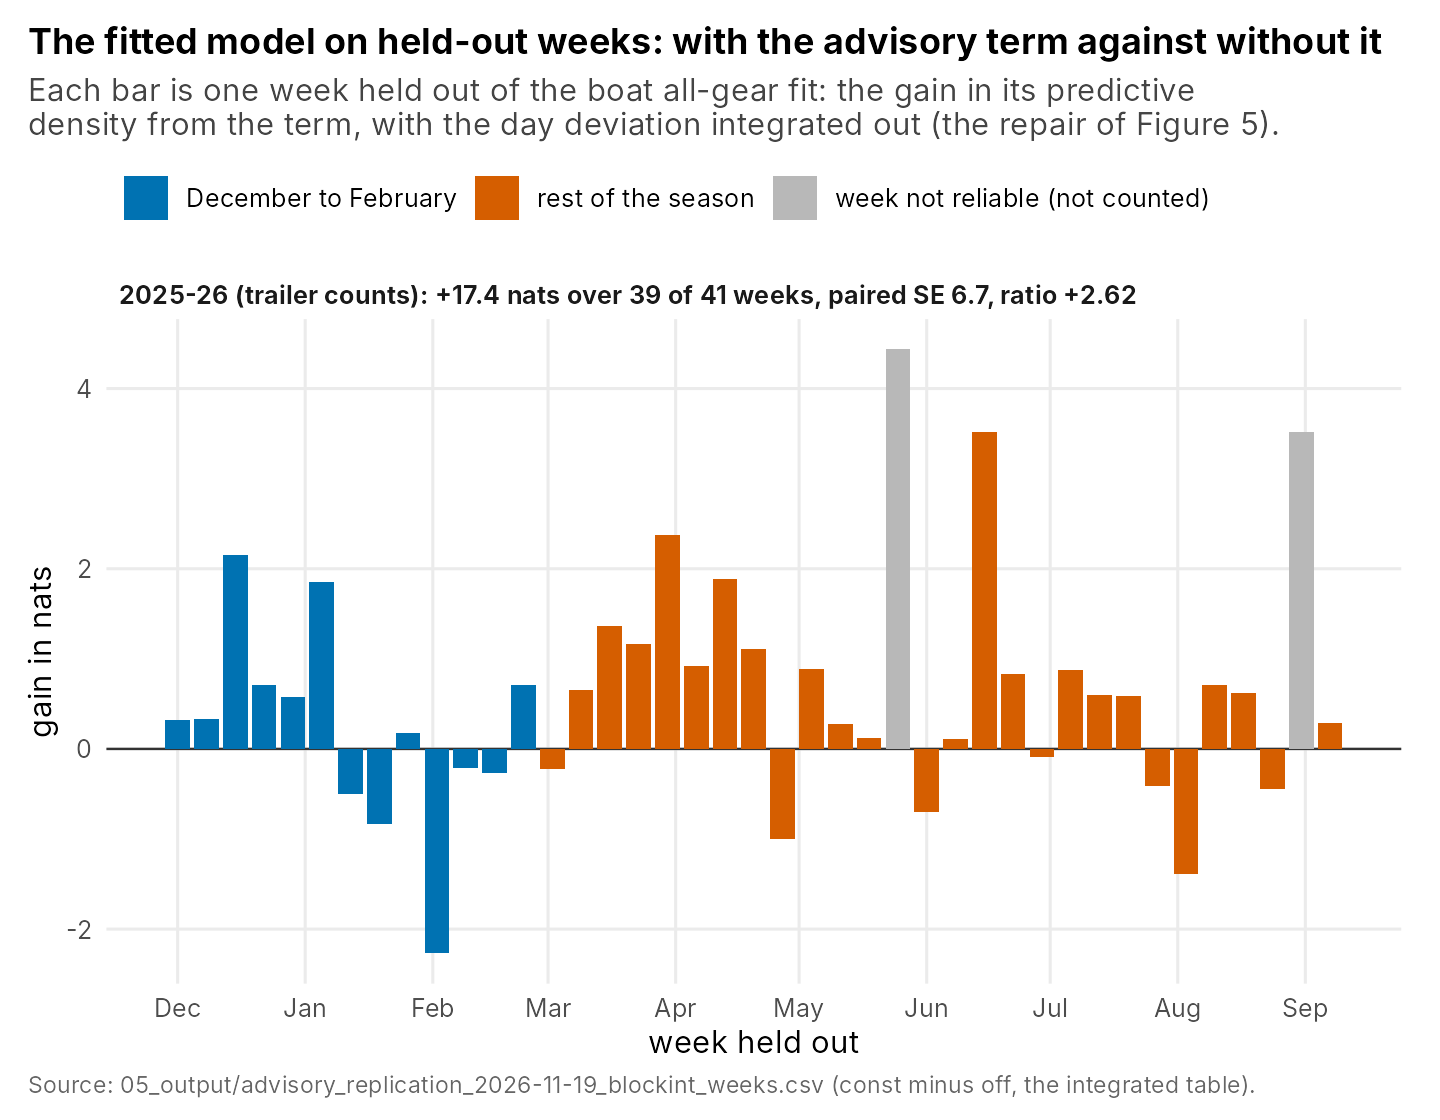 The fitted model on held-out weeks: with the advisory term against without it
Each bar is one week held out of the boat all-gear fit: the gain in its predictive
density from the term, with the day deviation integrated out (the repair of Figure 5).
December to February
rest of the season
week not reliable (not counted)
2025-26 (trailer counts): +17.4 nats over 39 of 41 weeks, paired SE 6.7, ratio +2.62
gain in nats
4
2
0
-2
Dec
Jan
Feb
Mar
Apr
May
Jun
Jul
Aug
Sep
week held out
Source: 05_output/advisory_replication_2026-11-19_blockint_weeks.csv (const minus off, the integrated table).